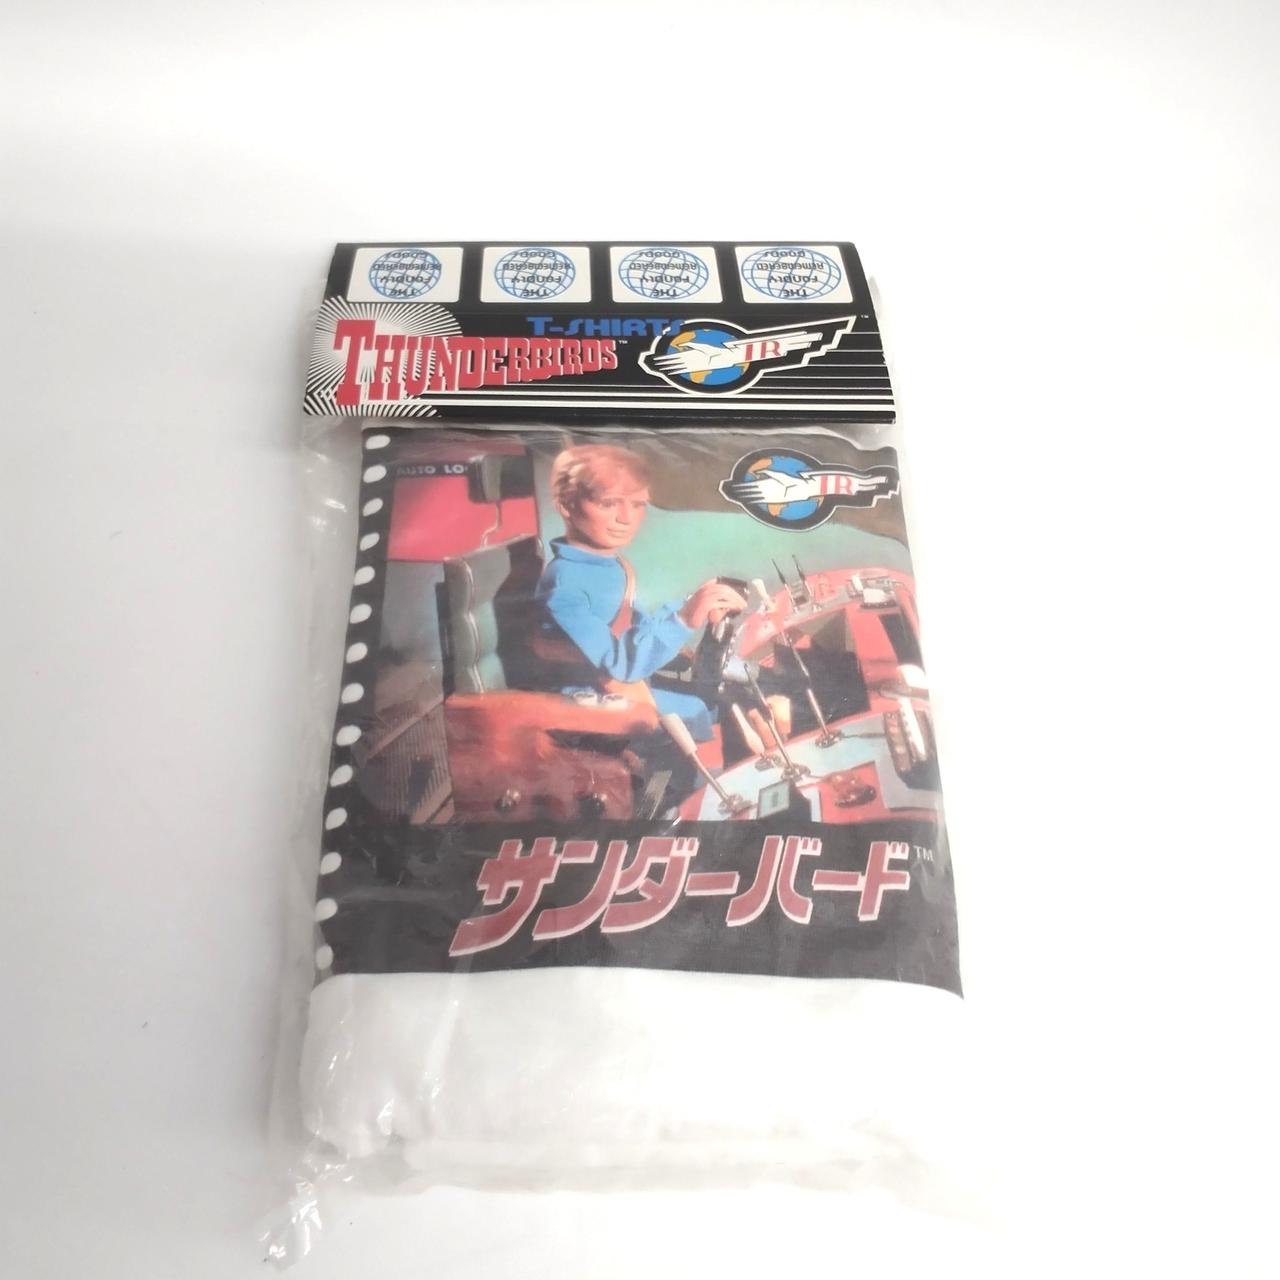 THE
FONDLY
REMEMBERED
GOODS
THE
FONDLY
REMEMBERED
GOODS
THE
FONDLY
REMEMBERED
GOODS
THE
FONDLY
REMEMBERED
GOODS
T-SHIRTS
THUNDERBIRDS™
IR
™
AUTO LO
IR
サンダーバード™